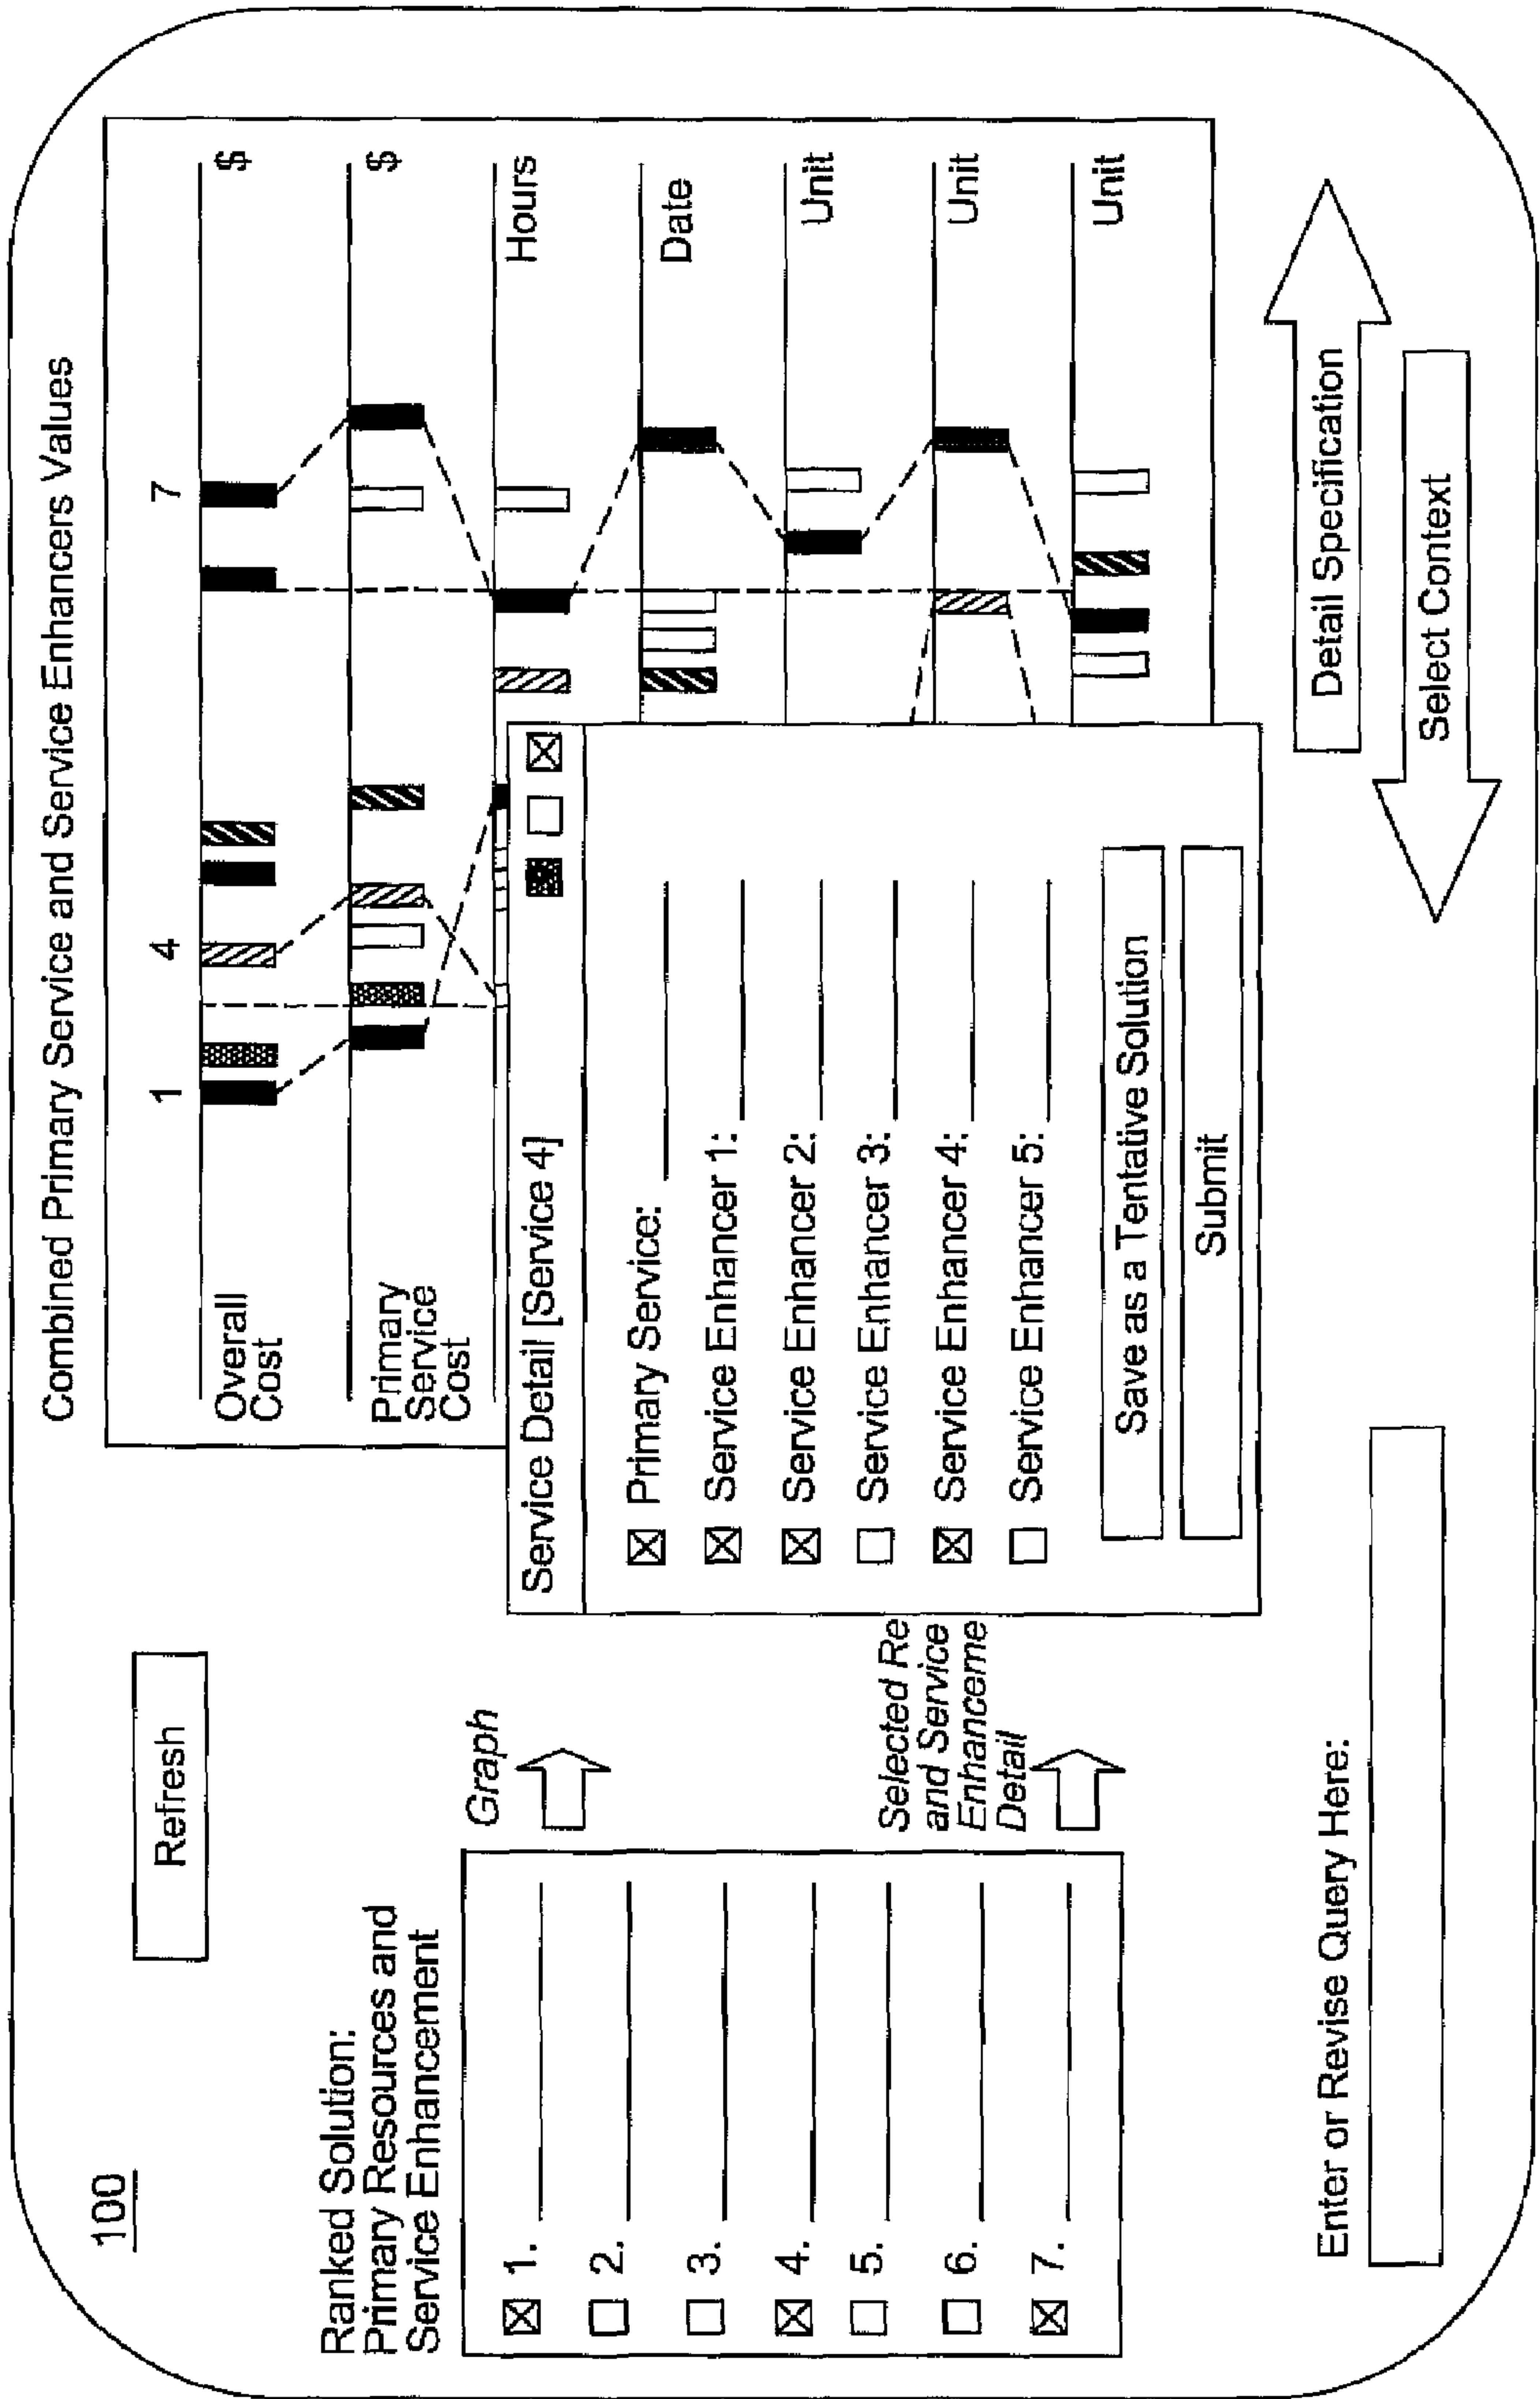 100
Refresh
Ranked Solution:
Primary Resources and
Service Enhancement
1.
2.
3.
4.
5.
6.
7.
Graph
Selected Re
and Service
Enhanceme
Detail
Enter or Revise Query Here:
Combined Primary Service and Service Enhancers Values
1
4
7
Overall
Cost
$
Primary
Service
Cost
$
Hours
Date
Unit
Unit
Unit
Service Detail [Service 4]
Primary Service:
Service Enhancer 1:
Service Enhancer 2:
Service Enhancer 3:
Service Enhancer 4:
Service Enhancer 5:
Save as a Tentative Solution
Submit
Detail Specification
Select Context